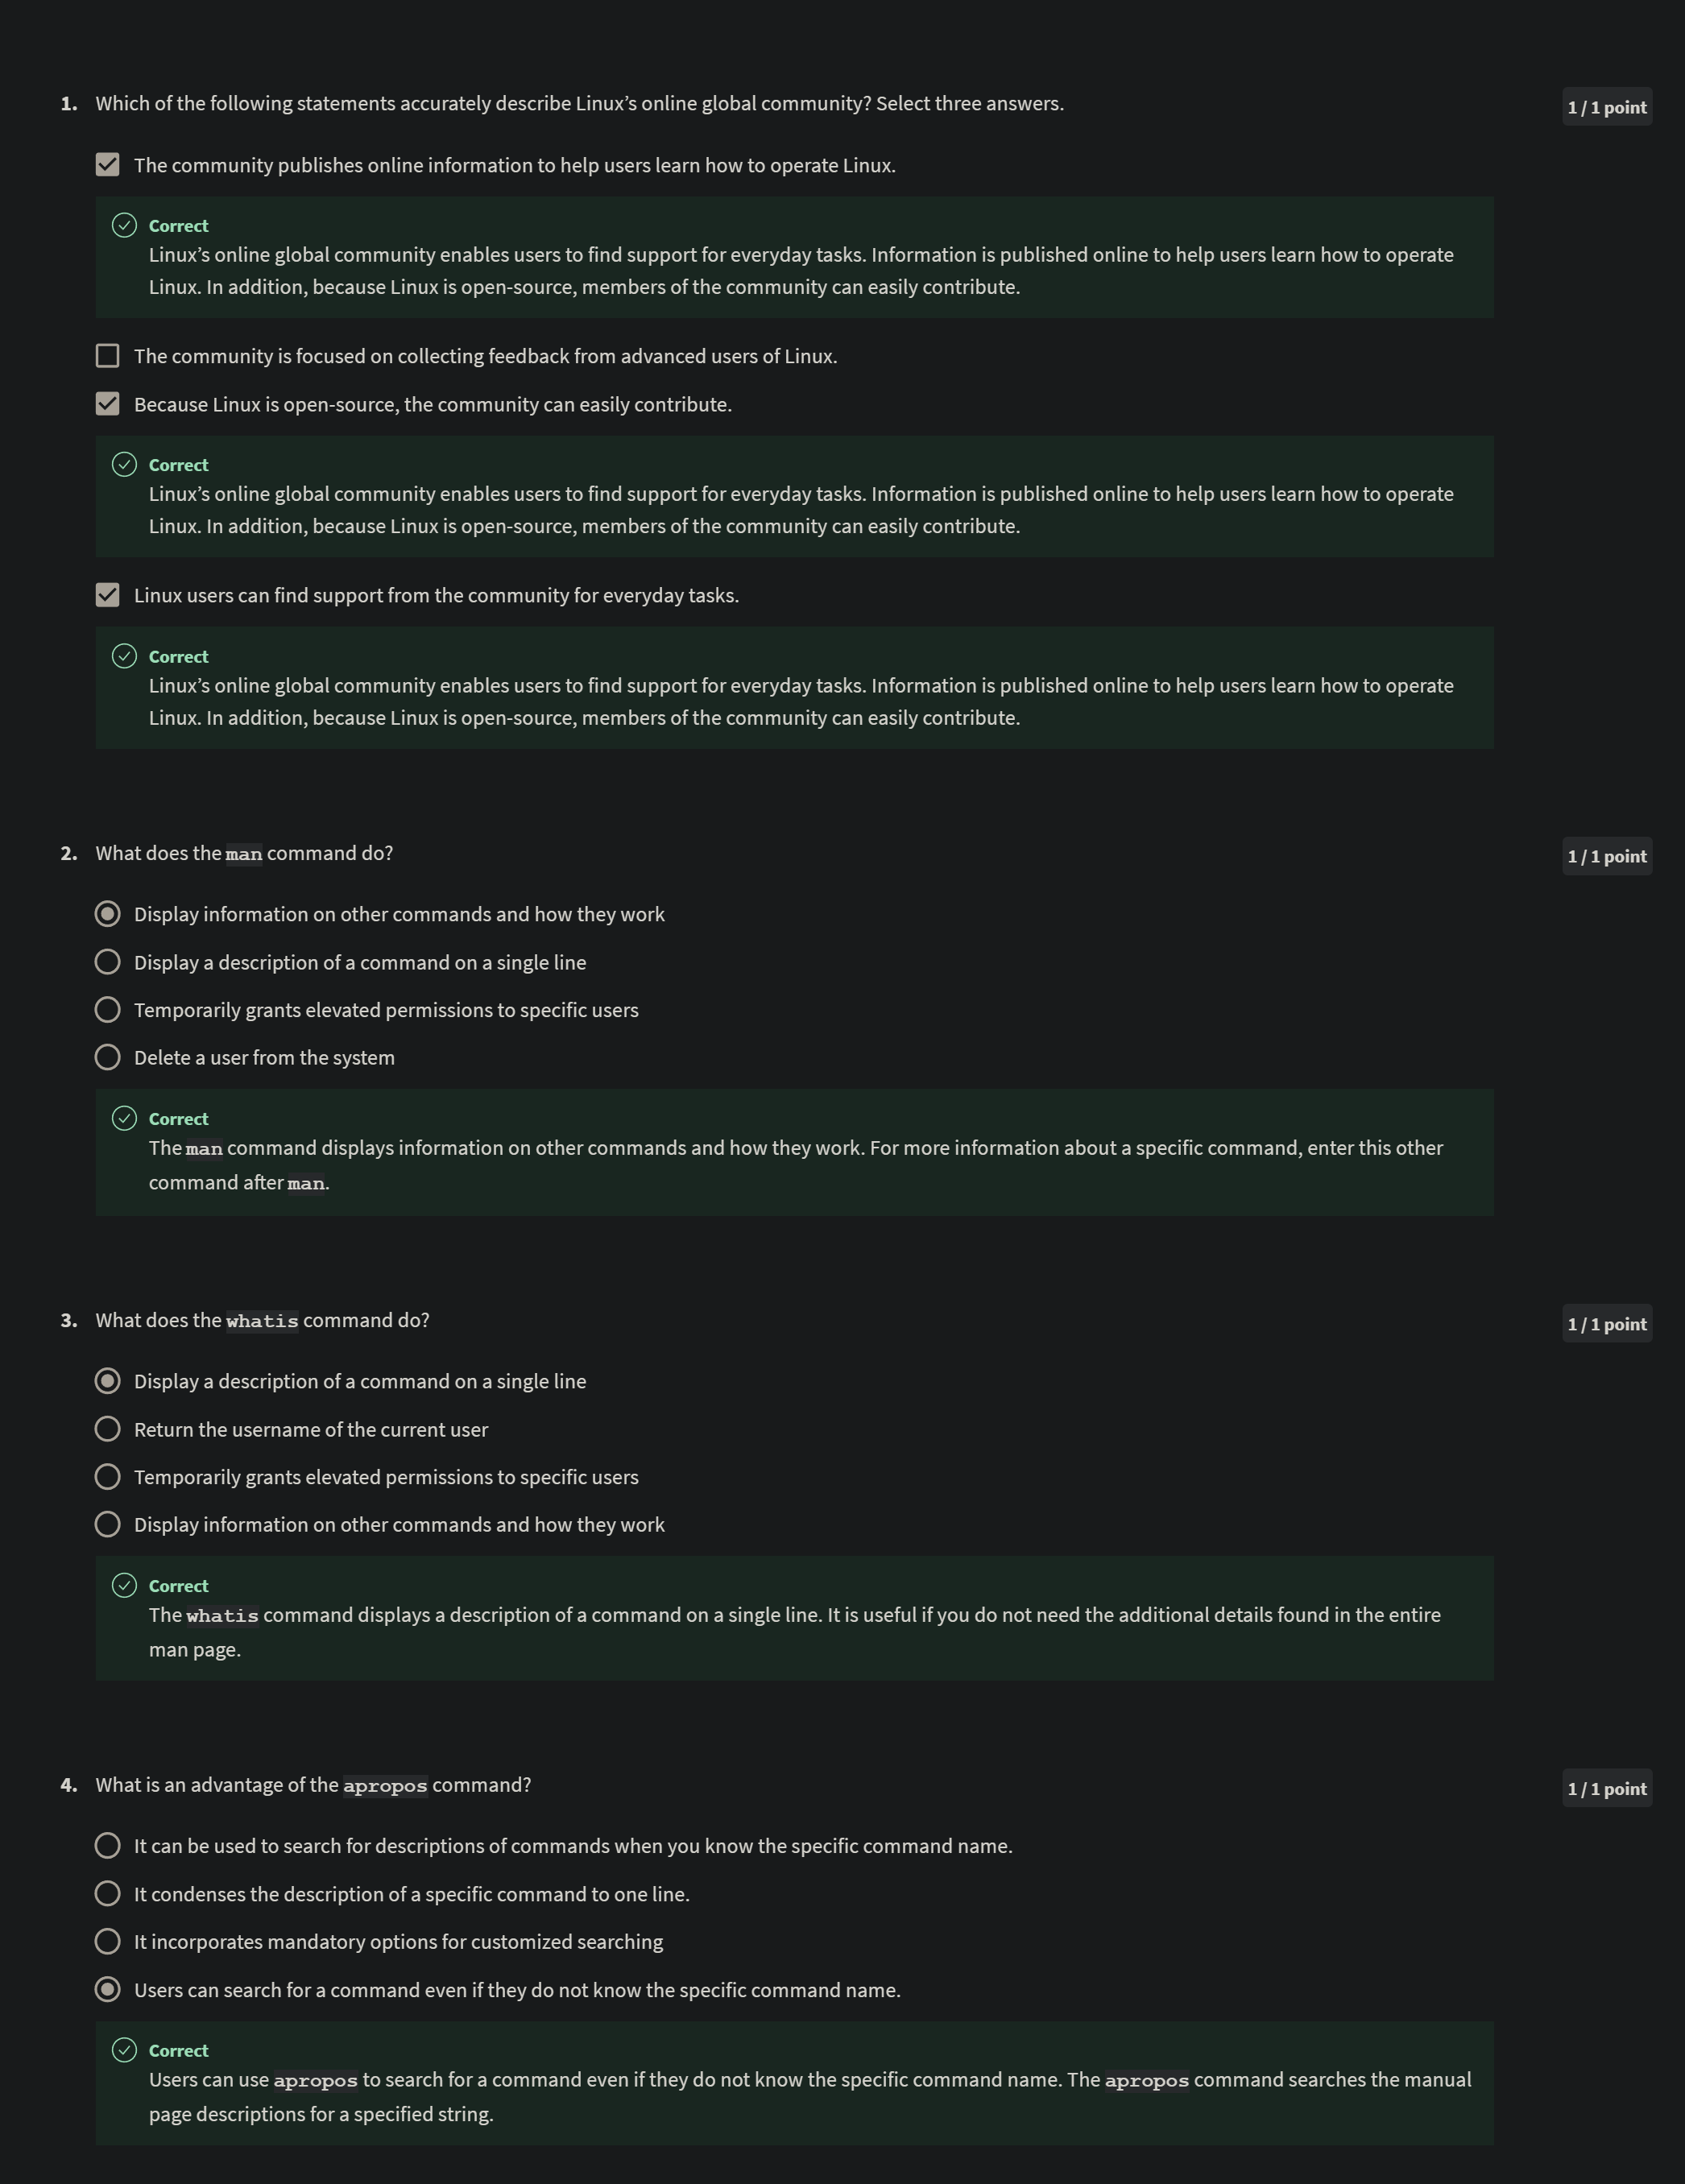 1. Which of the following statements accurately describe Linux’s online global community? Select three answers.
1 / 1 point
The community publishes online information to help users learn how to operate Linux.
Correct
Linux’s online global community enables users to find support for everyday tasks. Information is published online to help users learn how to operate
Linux. In addition, because Linux is open-source, members of the community can easily contribute.
The community is focused on collecting feedback from advanced users of Linux.
Because Linux is open-source, the community can easily contribute.
Correct
Linux’s online global community enables users to find support for everyday tasks. Information is published online to help users learn how to operate
Linux. In addition, because Linux is open-source, members of the community can easily contribute.
Linux users can find support from the community for everyday tasks.
Correct
Linux’s online global community enables users to find support for everyday tasks. Information is published online to help users learn how to operate
Linux. In addition, because Linux is open-source, members of the community can easily contribute.
2. What does the man command do?
1 / 1 point
Display information on other commands and how they work
Display a description of a command on a single line
Temporarily grants elevated permissions to specific users
Delete a user from the system
Correct
The man command displays information on other commands and how they work. For more information about a specific command, enter this other
command after man.
3. What does the whatis command do?
1 / 1 point
Display a description of a command on a single line
Return the username of the current user
Temporarily grants elevated permissions to specific users
Display information on other commands and how they work
Correct
The whatis command displays a description of a command on a single line. It is useful if you do not need the additional details found in the entire
man page.
4. What is an advantage of the apropos command?
1 / 1 point
It can be used to search for descriptions of commands when you know the specific command name.
It condenses the description of a specific command to one line.
It incorporates mandatory options for customized searching
Users can search for a command even if they do not know the specific command name.
Correct
Users can use apropos to search for a command even if they do not know the specific command name. The apropos command searches the manual
page descriptions for a specified string.